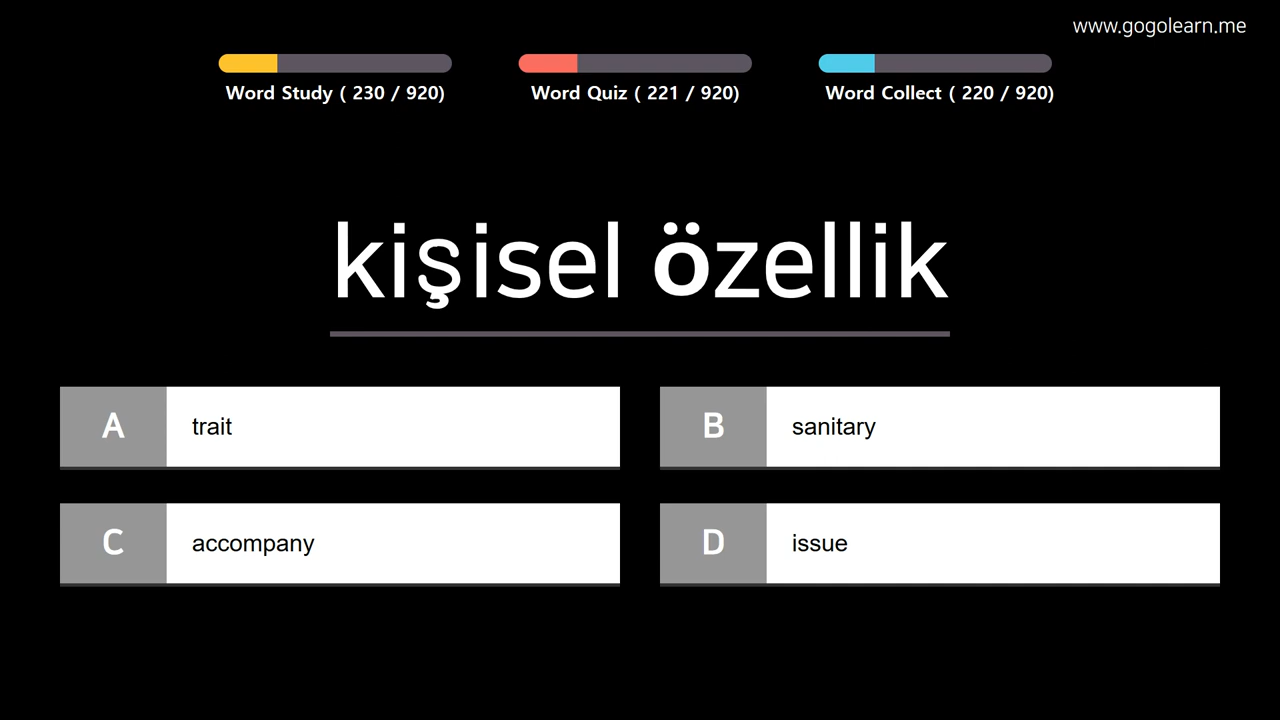 www.gogolearn.me
Word Study ( 230 / 920)
Word Quiz ( 221 / 920)
Word Collect ( 220 / 920)
kişisel özellik
A trait
B sanitary
C accompany
D issue